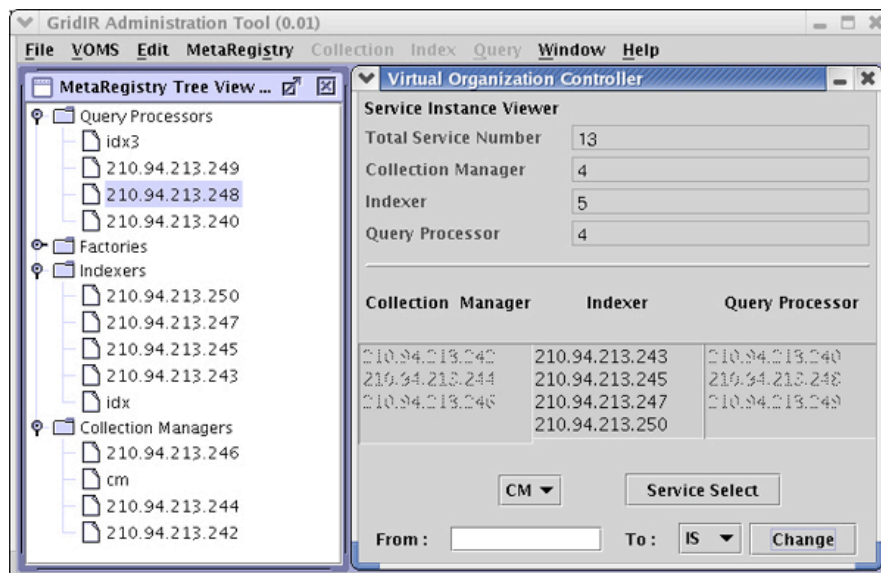 GridIR Administration Tool (0.01)
File VOMS Edit MetaRegistry Collection Index Query Window Help
MetaRegistry Tree View ...
Query Processors
idx3
210.94.213.249
210.94.213.248
210.94.213.240
Factories
Indexers
210.94.213.250
210.94.213.247
210.94.213.245
210.94.213.243
idx
Collection Managers
210.94.213.246
cm
210.94.213.244
210.94.213.242
Virtual Organization Controller
Service Instance Viewer
Total Service Number 13
Collection Manager 4
Indexer 5
Query Processor 4
Collection Manager Indexer Query Processor
210.94.213.242 210.94.213.243 210.94.213.240
210.94.213.244 210.94.213.245 210.94.213.248
210.94.213.246 210.94.213.247 210.94.213.249
210.94.213.250
CM Service Select
From : To : IS Change